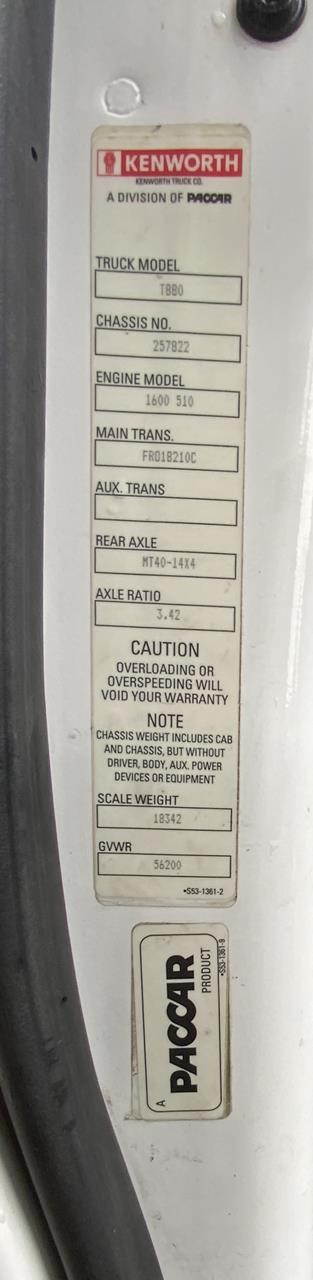 KENWORTH
KENWORTH TRUCK CO.
A DIVISION OF PACCAR
TRUCK MODEL
T880
CHASSIS NO.
257822
ENGINE MODEL
1600 510
MAIN TRANS.
FRO18210C
AUX. TRANS
REAR AXLE
MT40-14X4
AXLE RATIO
3.42
CAUTION
OVERLOADING OR
OVERSPEEDING WILL
VOID YOUR WARRANTY
NOTE
CHASSIS WEIGHT INCLUDES CAB
AND CHASSIS, BUT WITHOUT
DRIVER, BODY, AUX. POWER
DEVICES OR EQUIPMENT
SCALE WEIGHT
18342
GVWR
56200
•S53-1361-2
A
PACCAR
PRODUCT
•S53-1361-8